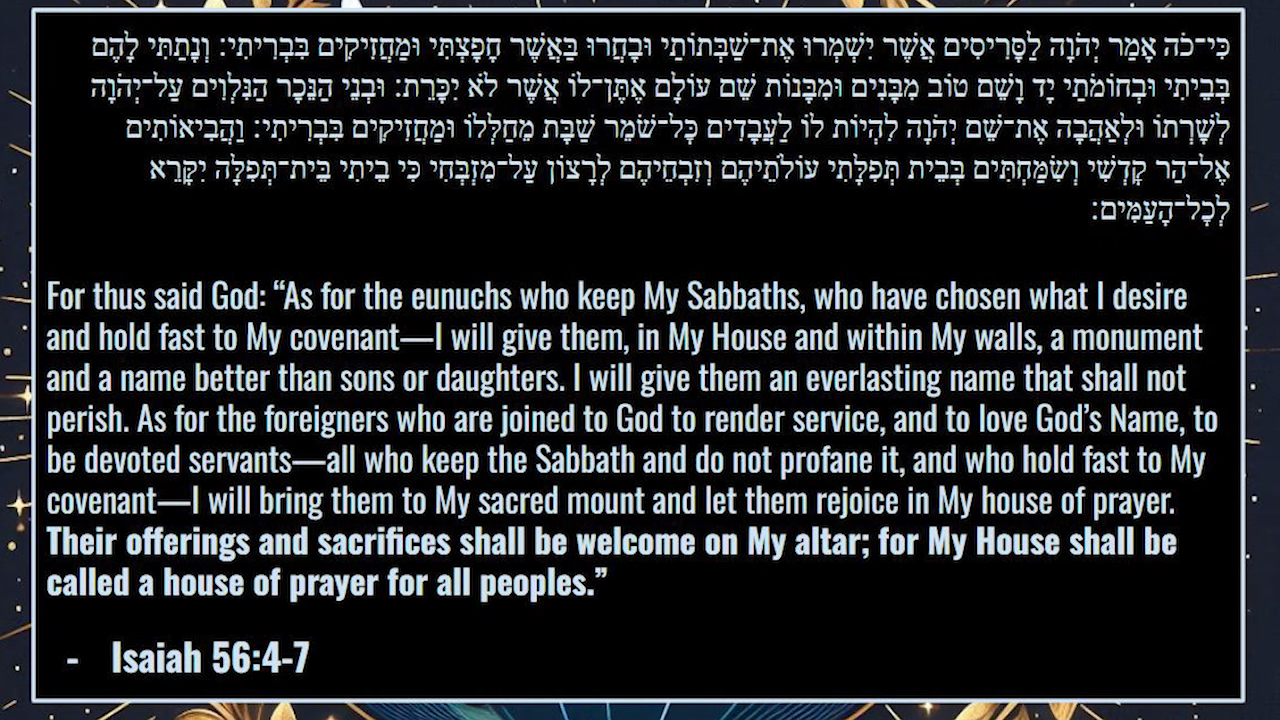 כִּי־כֹה אָמַר יְהֹוָה לַסָּרִיסִים אֲשֶׁר יִשְׁמְרוּ אֶת־שַׁבְּתוֹתַי וּבָחֲרוּ בַּאֲשֶׁר חָפָצְתִּי וּמַחֲזִיקִים בִּבְרִיתִי׃ וְנָתַתִּי לָהֶם
בְּבֵיתִי וּבְחוֹמֹתַי יָד וָשֵׁם טוֹב מִבָּנִים וּמִבָּנוֹת שֵׁם עוֹלָם אֶתֶּן־לוֹ אֲשֶׁר לֹא יִכָּרֵת׃ וּבְנֵי הַנֵּכָר הַנִּלְוִים עַל־יְהֹוָה
לְשָׁרְתוֹ וּלְאַהֲבָה אֶת־שֵׁם יְהֹוָה לִהְיוֹת לוֹ לַעֲבָדִים כׇּל־שֹׁמֵר שַׁבָּת מֵחַלְּלוֹ וּמַחֲזִיקִים בִּבְרִיתִי׃ וַהֲבִיאוֹתִים
אֶל־הַר קׇדְשִׁי וְשִׂמַּחְתִּים בְּבֵית תְּפִלָּתִי עוֹלֹתֵיהֶם וְזִבְחֵיהֶם לְרָצוֹן עַל־מִזְבְּחִי כִּי בֵיתִי בֵּית־תְּפִלָּה יִקָּרֵא
לְכׇל־הָעַמִּים׃
For thus said God: “As for the eunuchs who keep My Sabbaths, who have chosen what I desire
and hold fast to My covenant—I will give them, in My House and within My walls, a monument
and a name better than sons or daughters. I will give them an everlasting name that shall not
perish. As for the foreigners who are joined to God to render service, and to love God’s Name, to
be devoted servants—all who keep the Sabbath and do not profane it, and who hold fast to My
covenant—I will bring them to My sacred mount and let them rejoice in My house of prayer.
Their offerings and sacrifices shall be welcome on My altar; for My House shall be
called a house of prayer for all peoples.”
- Isaiah 56:4-7